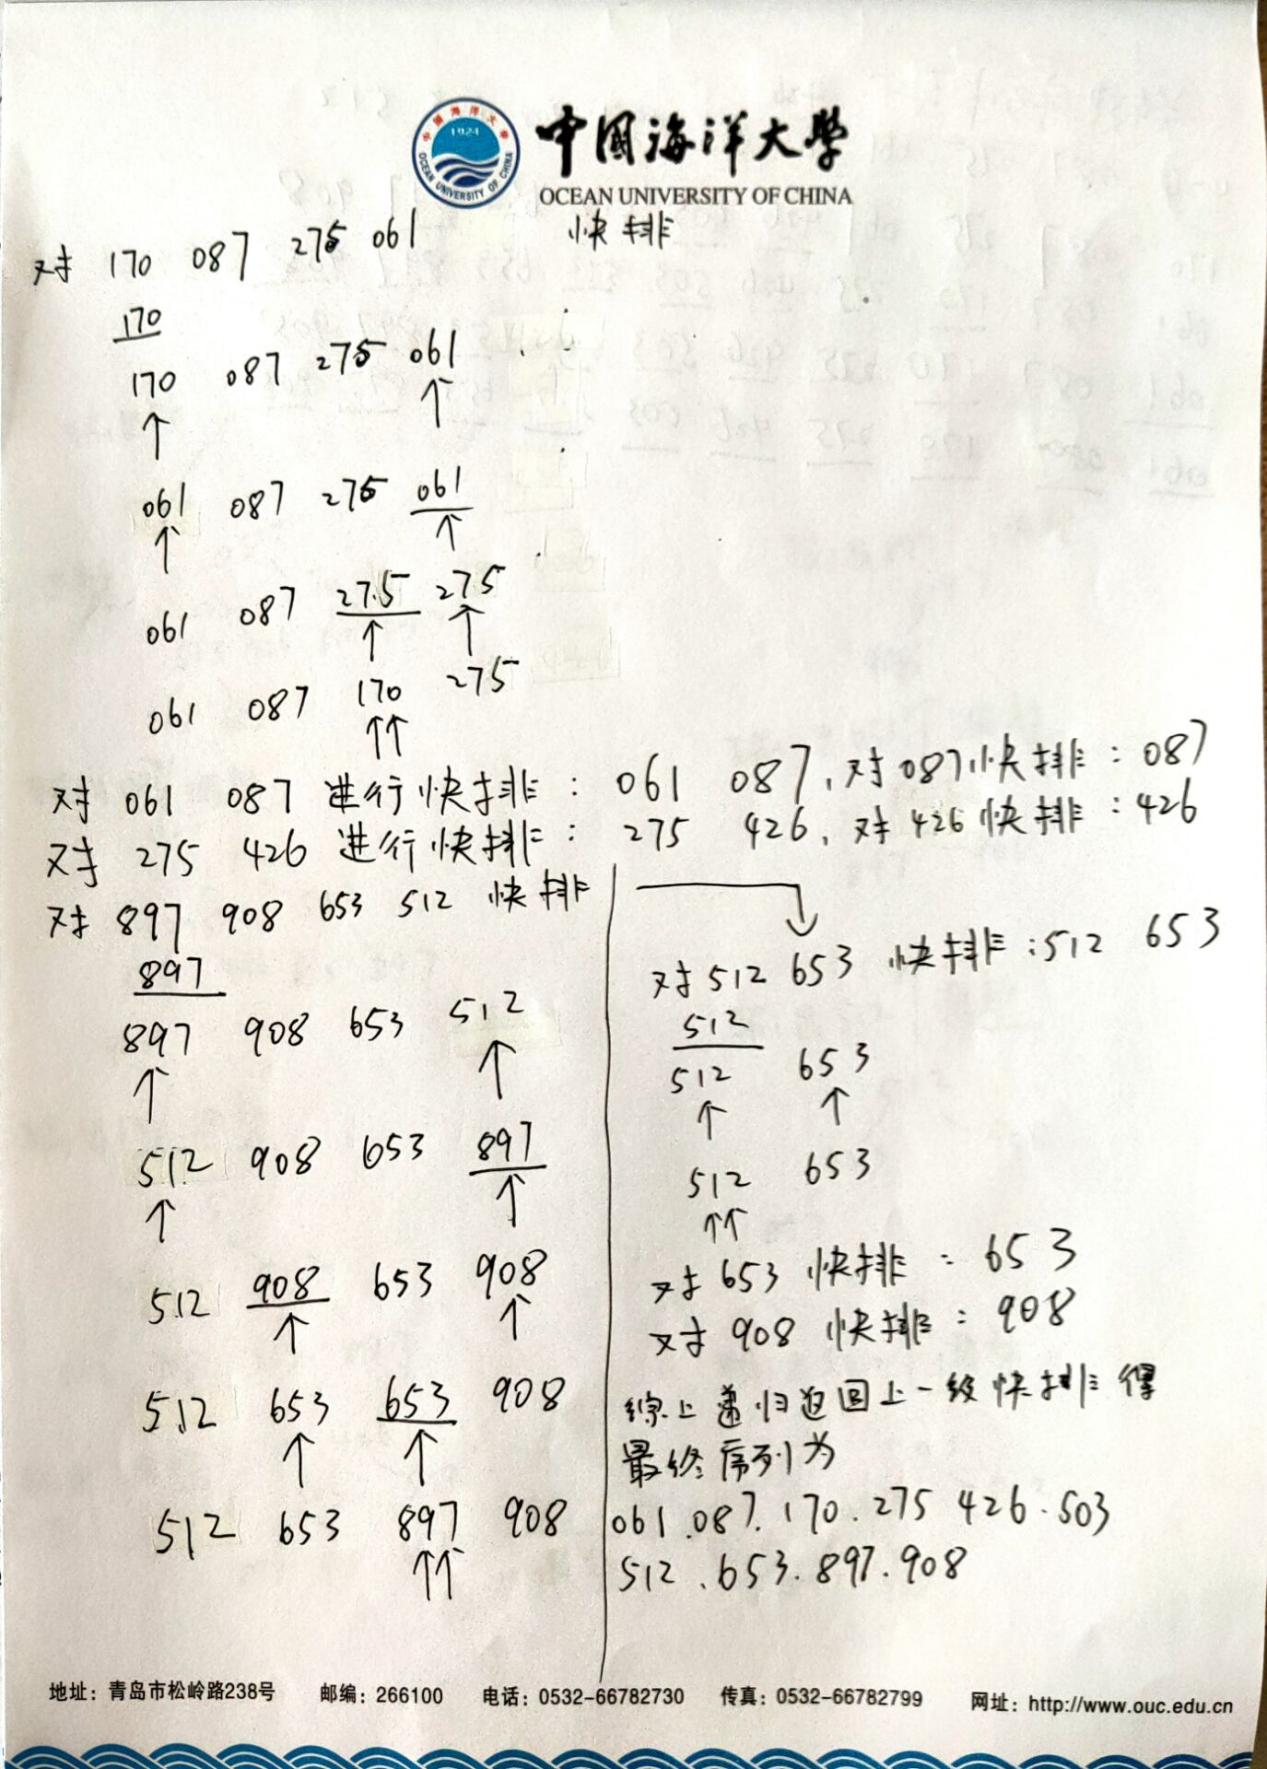 中国海洋大学
OCEAN UNIVERSITY OF CHINA
对 170 087 275 061 快排
170
170 087 275 061
↑ ↑
061 087 275 061
↑ ↑
061 087 275 275
↑ ↑
061 087 170 275
↑↑
对 061 087 进行快排: 061 087, 对087快排: 087
对 275 426 进行快排: 275 426, 对426快排: 426
对 897 908 653 512 快排
897
897 908 653 512
↑ ↑
512 908 653 897
↑ ↑
512 908 653 908
↑ ↑
512 653 653 908
↑ ↑
512 653 897 908
↑↑
对 512 653 快排: 512 653
512
512 653
↑ ↑
512 653
↑↑
对 653 快排: 653
对 908 快排: 908
综上递归返回上一级快排得
最终序列为
061.087.170.275 426.503
512.653.897.908
地址:青岛市松岭路238号 邮编:266100 电话:0532-66782730 传真:0532-66782799 网址:http://www.ouc.edu.cn